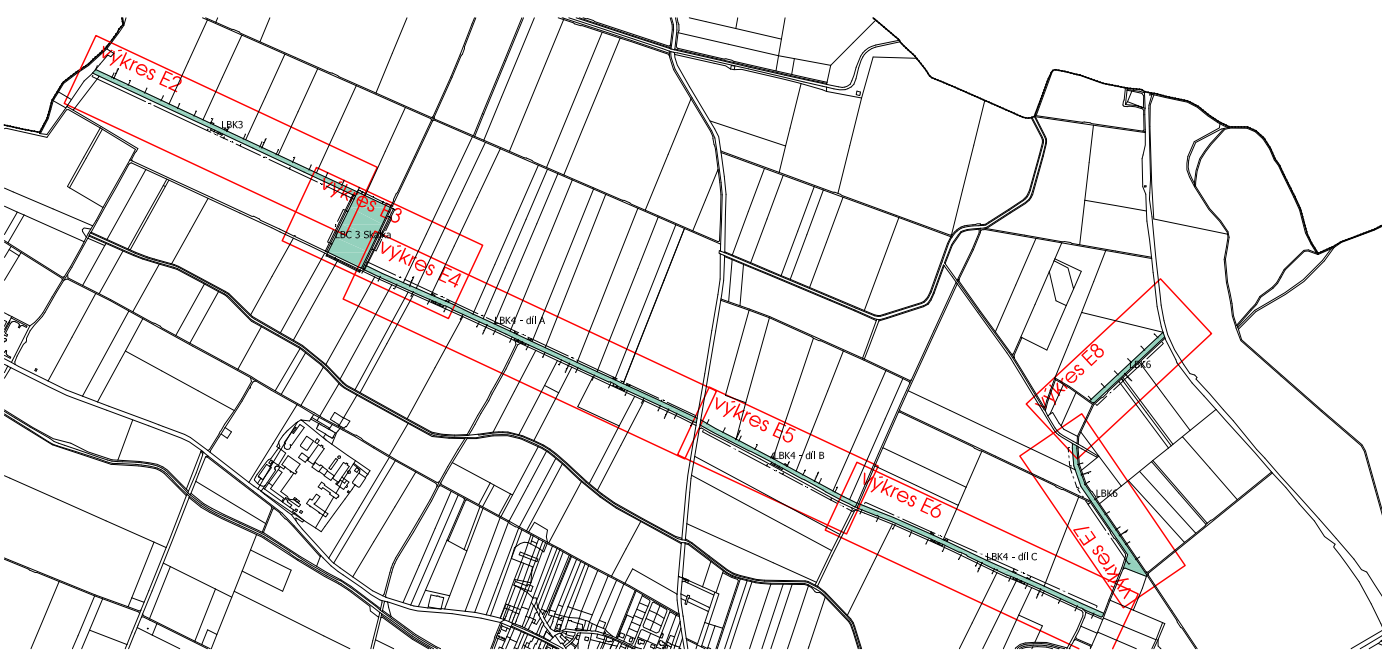 výkres E2
LBK3
výkres E3
LBC 3 Skalka
výkres E4
LBK4 - díl A
výkres E5
LBK4 - díl B
výkres E6
LBK4 - díl C
výkres E8
LBK6
LBK6
výkres E7